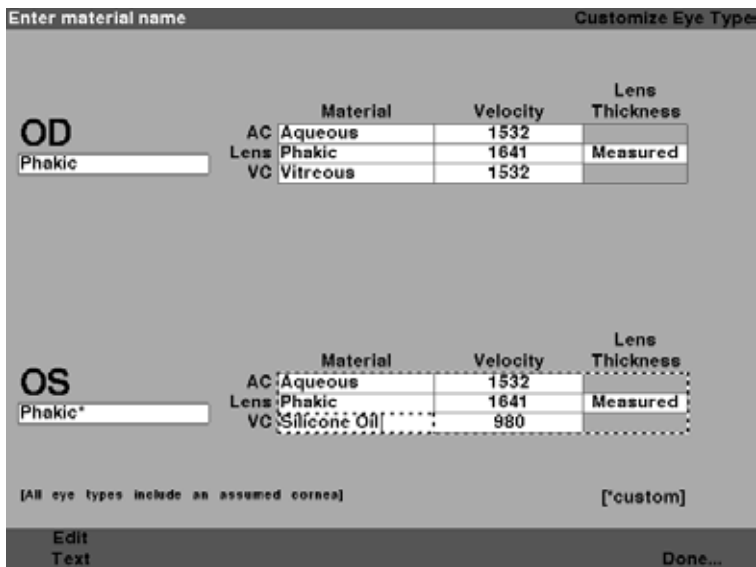 Enter material name Customize Eye Type
Lens
Material Velocity Thickness
OD
AC Aqueous 1532
Phakic Lens Phakic 1641 Measured
VC Vitreous 1532
Lens
Material Velocity Thickness
OS
AC Aqueous 1532
Phakic* Lens Phakic 1641 Measured
VC Silicone Oil 980
[All eye types include an assumed cornea] [*custom]
Edit
Text Done...